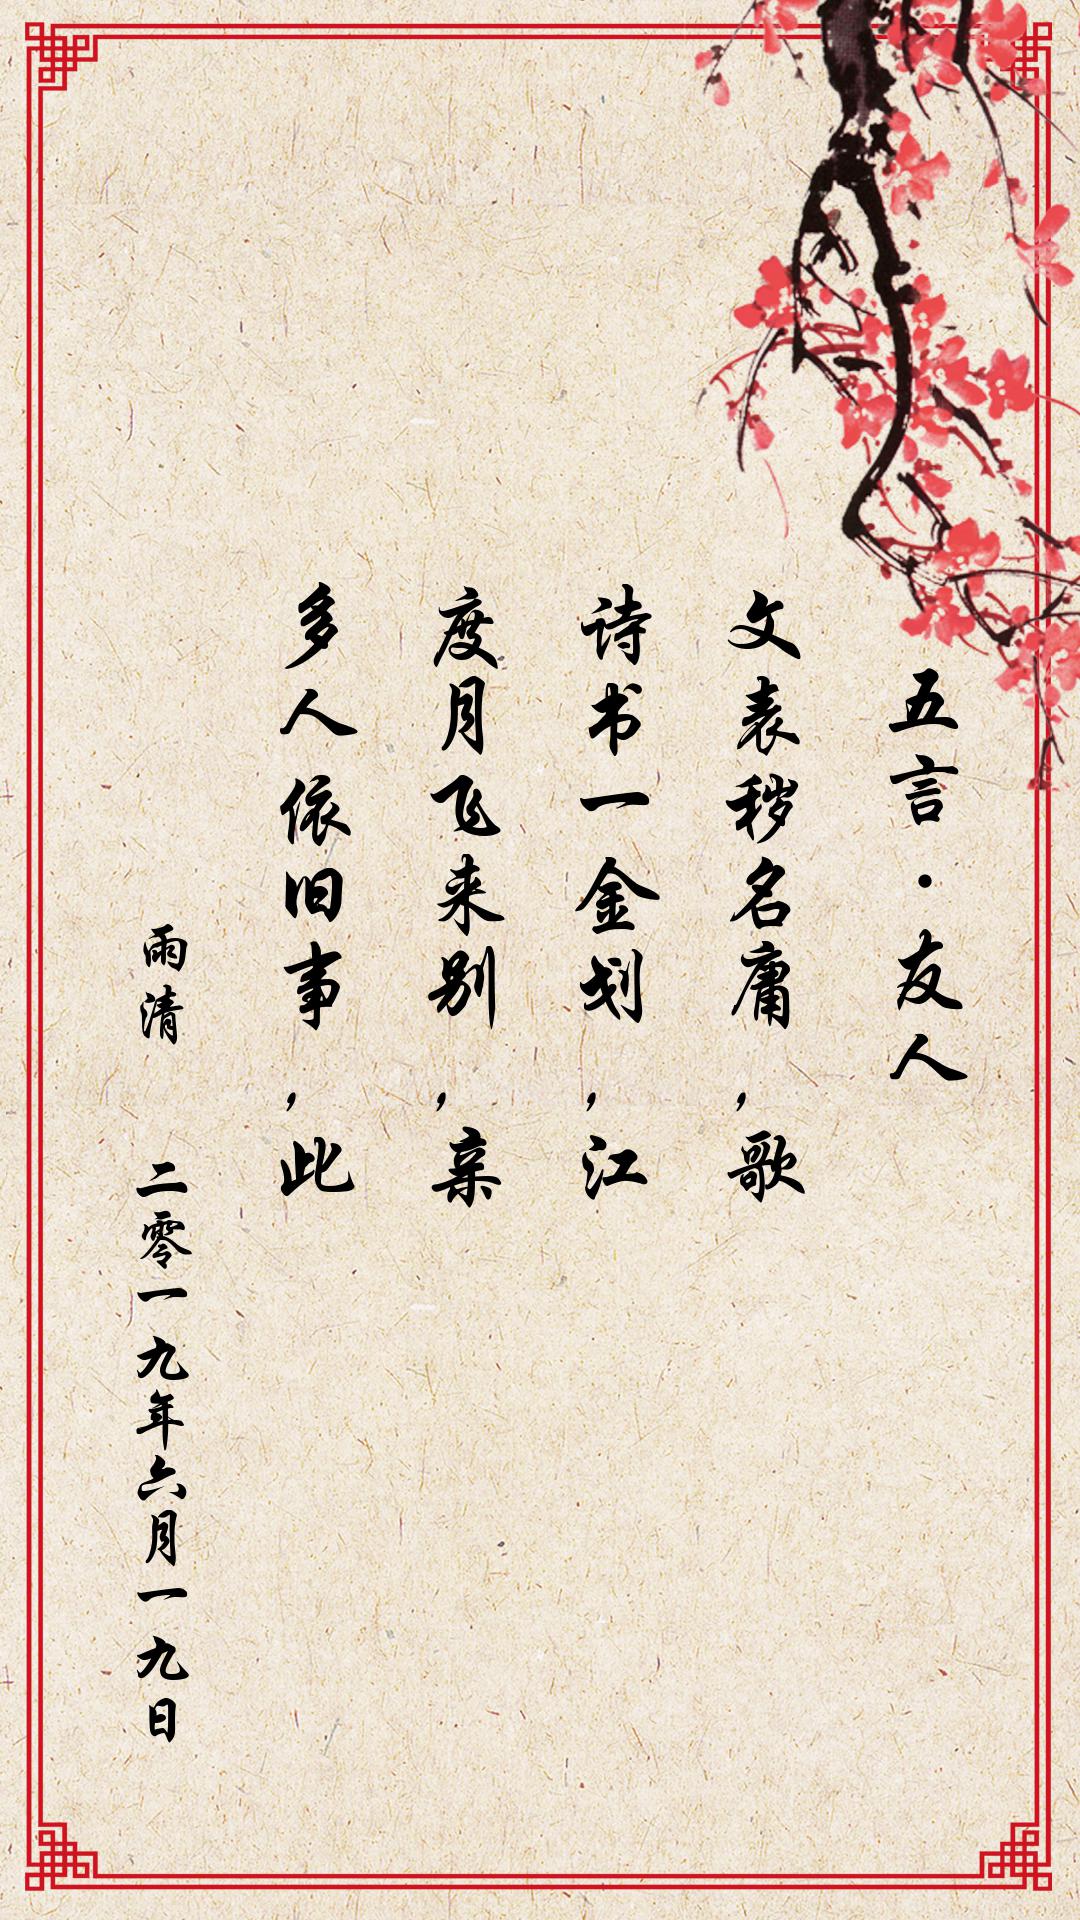 五言·友人
文表秽名庸,歌
诗书一金划,江
度月飞来别,亲
多人依旧事,此
雨清 二零一九年六月一九日